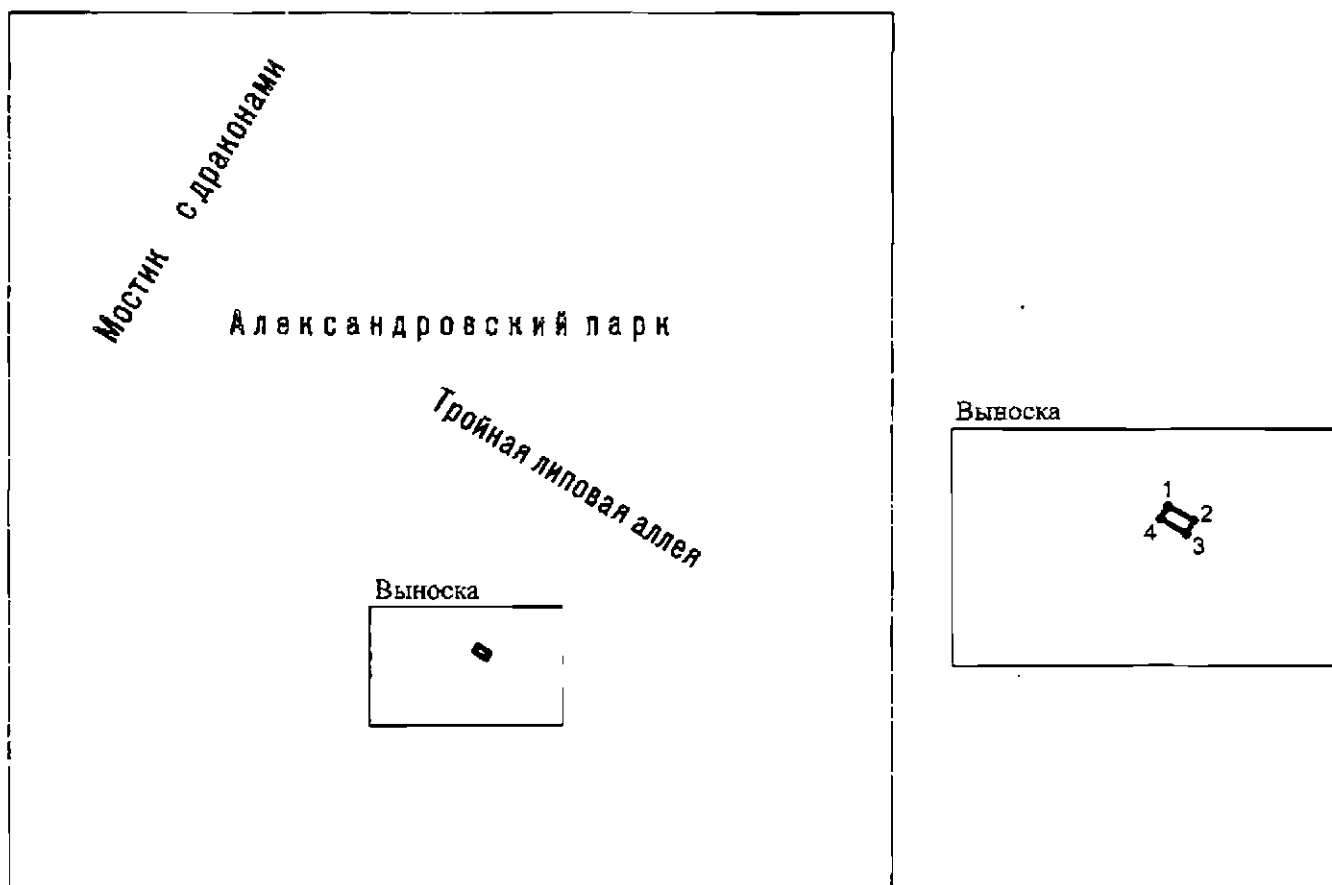 Мостик с драконами
Александровский парк
Тройная липовая аллея
Выноска
Выноска
1
2
4
3